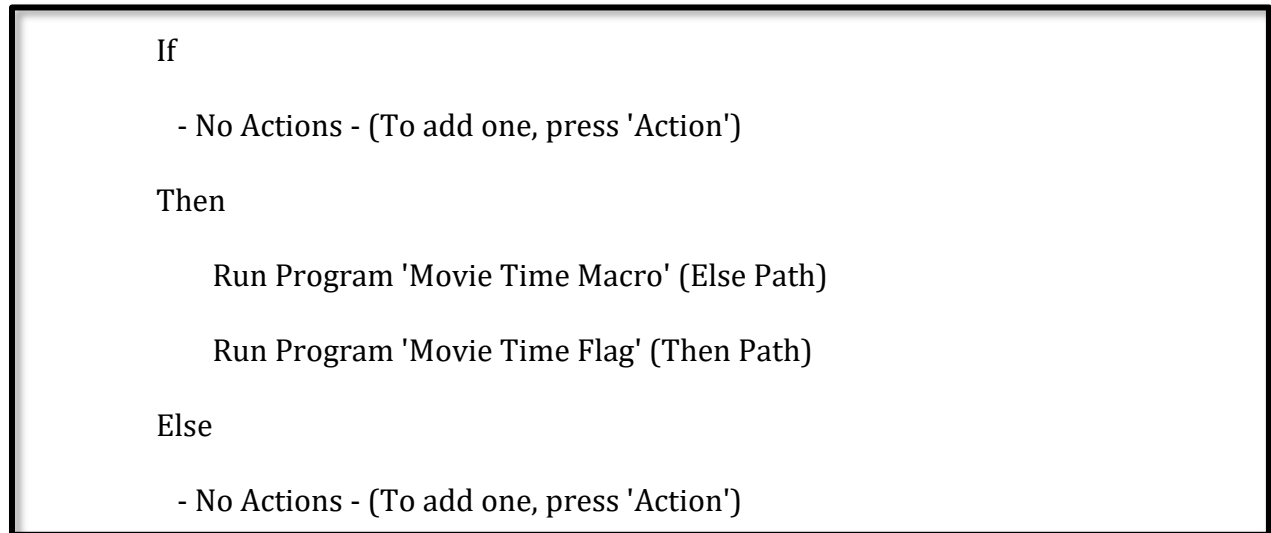 If
- No Actions - (To add one, press 'Action')
Then
Run Program 'Movie Time Macro' (Else Path)
Run Program 'Movie Time Flag' (Then Path)
Else
- No Actions - (To add one, press 'Action')